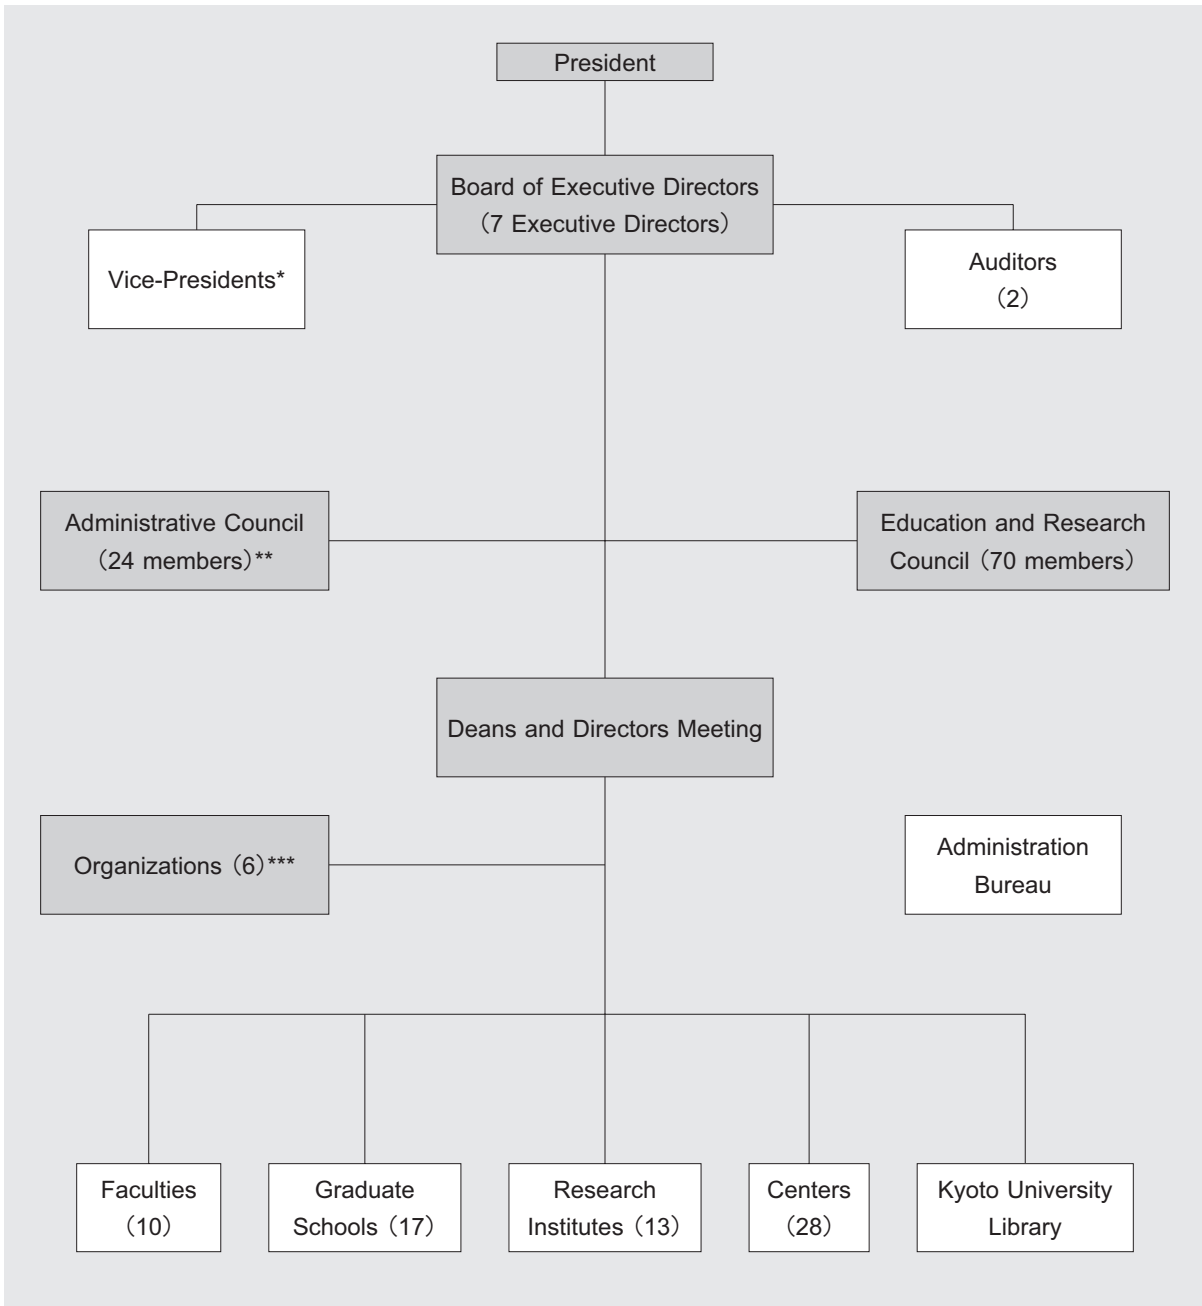 President
Board of Executive Directors
（7 Executive Directors）
Vice-Presidents*
Auditors
（2）
Administrative Council
（24 members）**
Education and Research
Council（70 members）
Deans and Directors Meeting
Organizations（6）***
Administration
Bureau
Faculties
（10）
Graduate
Schools（17）
Research
Institutes（13）
Centers
（28）
Kyoto University
Library